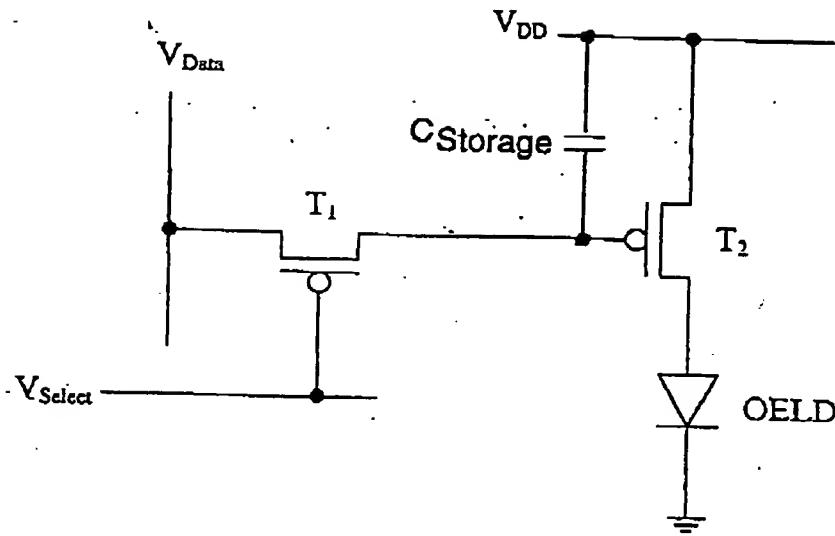 V_DD
V_Data
C_Storage
T_1
T_2
V_Select
OELD